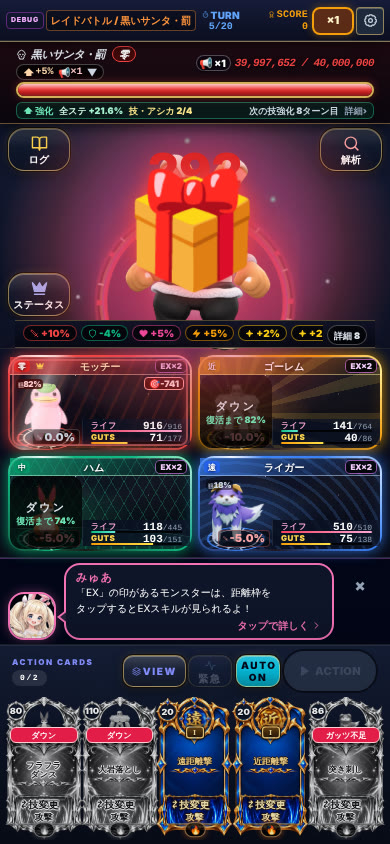 DEBUG
レイドバトル / 黒いサンタ・罰
TURN
5/20
SCORE
0
×1
黒いサンタ・罰
零
+5% ×1 ▼
×1
39,997,652 / 40,000,000
強化 全ステ +21.6% 技・アシカ 2/4
次の技強化 8ターン目 詳細›
ログ
解析
ステータス
+10%
-4%
+5%
+5%
+2%
+2
詳細 8
零
モッチー
EX×2
82%
-741
0.0%
ライフ 916/916
GUTS 71/177
近
ゴーレム
EX×2
ダウン
復活まで 82%
-10.0%
ライフ 141/764
GUTS 40/86
中
ハム
EX×2
ダウン
復活まで 74%
-5.0%
ライフ 118/445
GUTS 103/151
遠
ライガー
EX×2
18%
-5.0%
ライフ 510/510
GUTS 75/138
みゅあ
「EX」の印があるモンスターは、距離枠を
タップするとEXスキルが見られるよ！
タップで詳しく ›
×
ACTION CARDS
0/2
VIEW
緊急
AUTO
ON
ACTION
80
ダウン
フラフラ
ダンス
技変更
攻撃
110
ダウン
大岩落とし
技変更
攻撃
20
遠
I
遠距離撃
技変更
攻撃
20
近
I
近距離撃
技変更
攻撃
86
ガッツ不足
突き刺し
技変更
攻撃